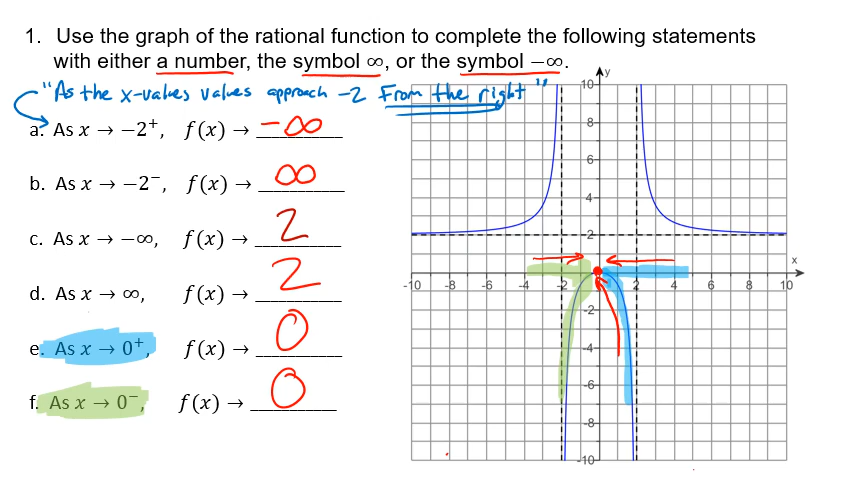 1. Use the graph of the rational function to complete the following statements
with either a number, the symbol ∞, or the symbol −∞.
"As the x-values values approach -2 From the right"
a. As x → −2⁺, f(x) → -∞
b. As x → −2⁻, f(x) → ∞
c. As x → −∞, f(x) → 2
d. As x → ∞, f(x) → 2
e. As x → 0⁺, f(x) → 0
f. As x → 0⁻, f(x) → 0
y
10
8
6
4
2
x
-10 -8 -6 -4 -2 2 4 6 8 10
-2
-4
-6
-8
-10